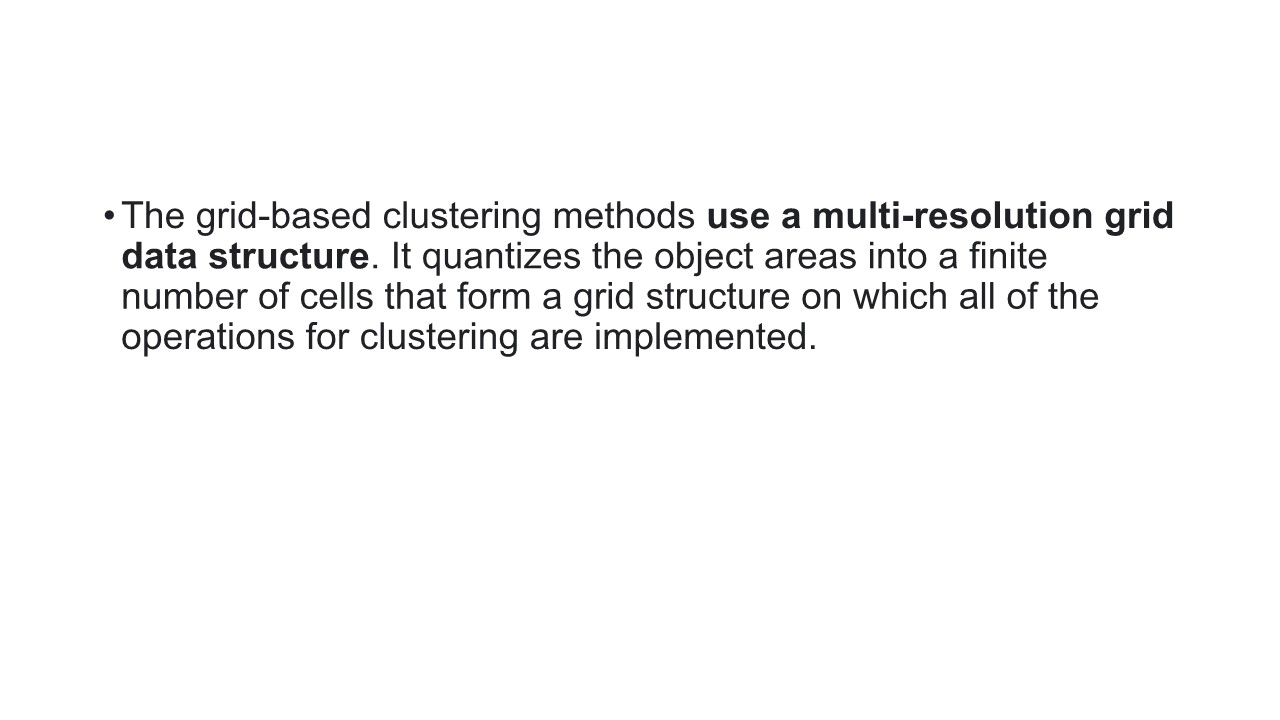 • The grid-based clustering methods use a multi-resolution grid
data structure. It quantizes the object areas into a finite
number of cells that form a grid structure on which all of the
operations for clustering are implemented.